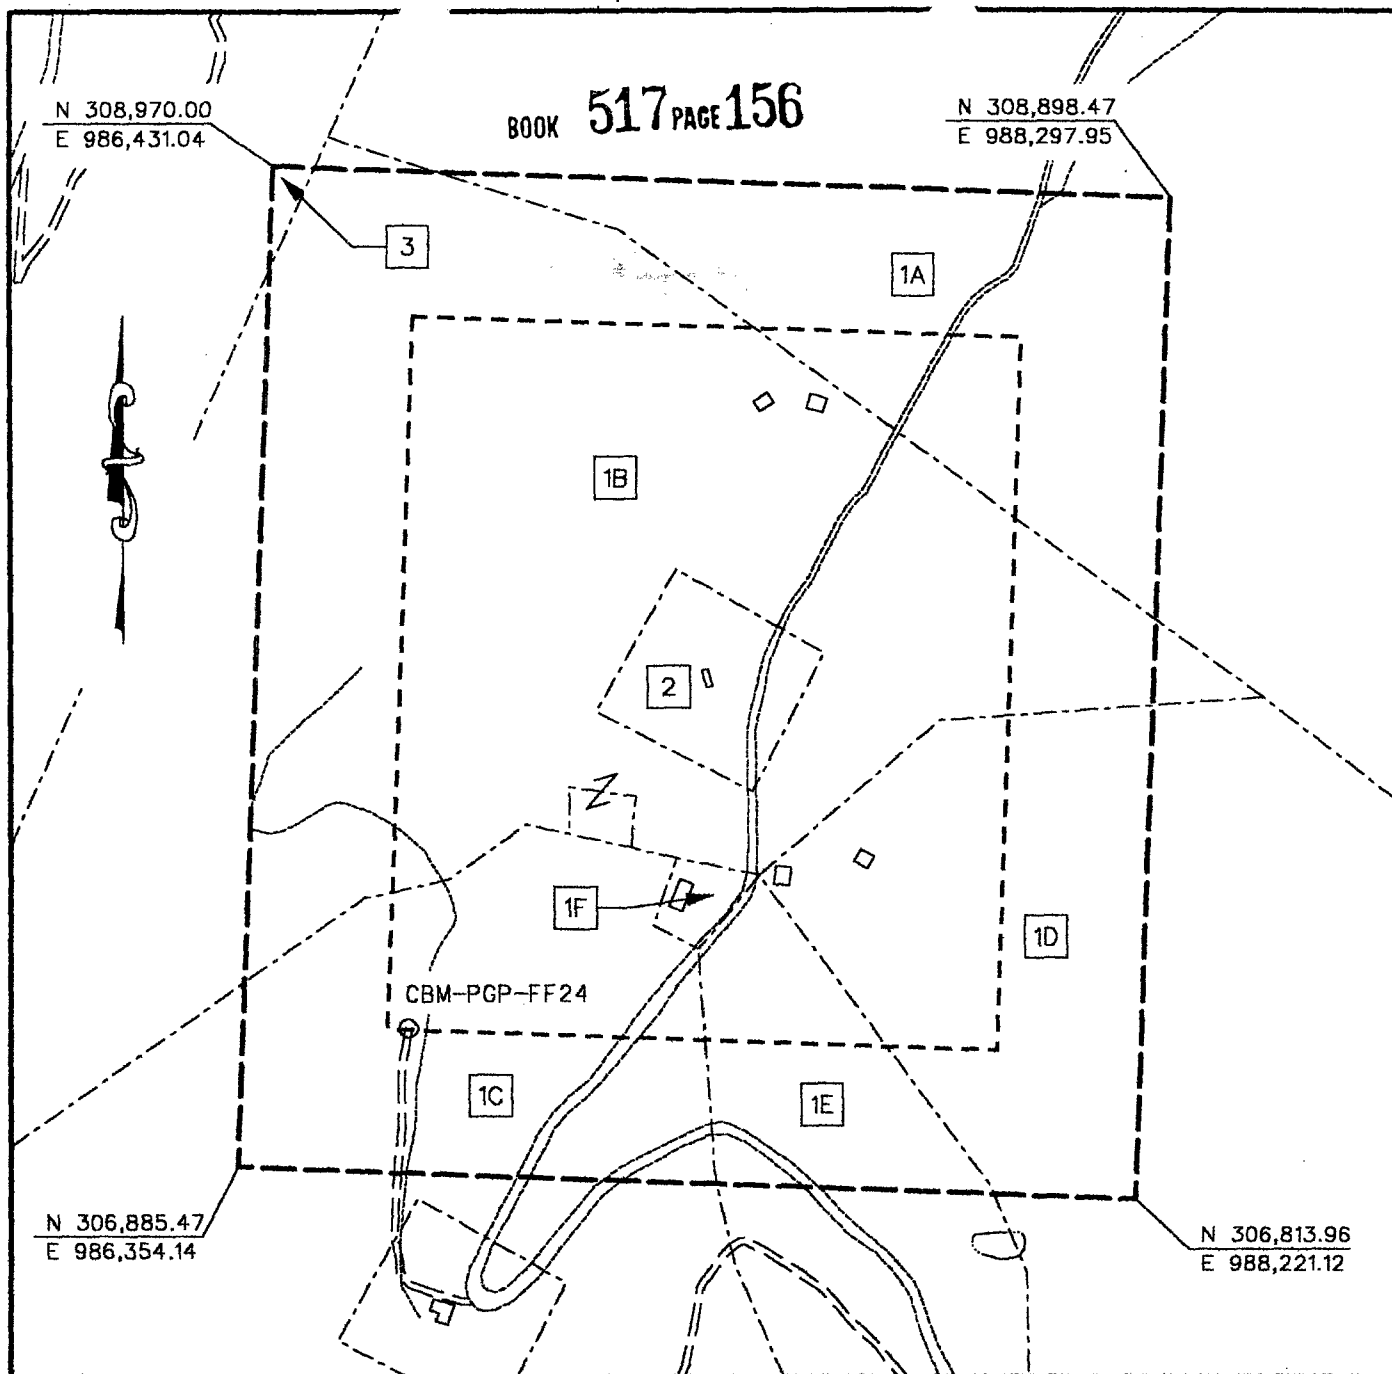 BOOK 517 PAGE 156
N 308,970.00
E 986,431.04
N 308,898.47
E 988,297.95
3
1A
1B
2
1F
1D
CBM-PGP-FF24
1C
1E
N 306,885.47
E 986,354.14
N 306,813.96
E 988,221.12